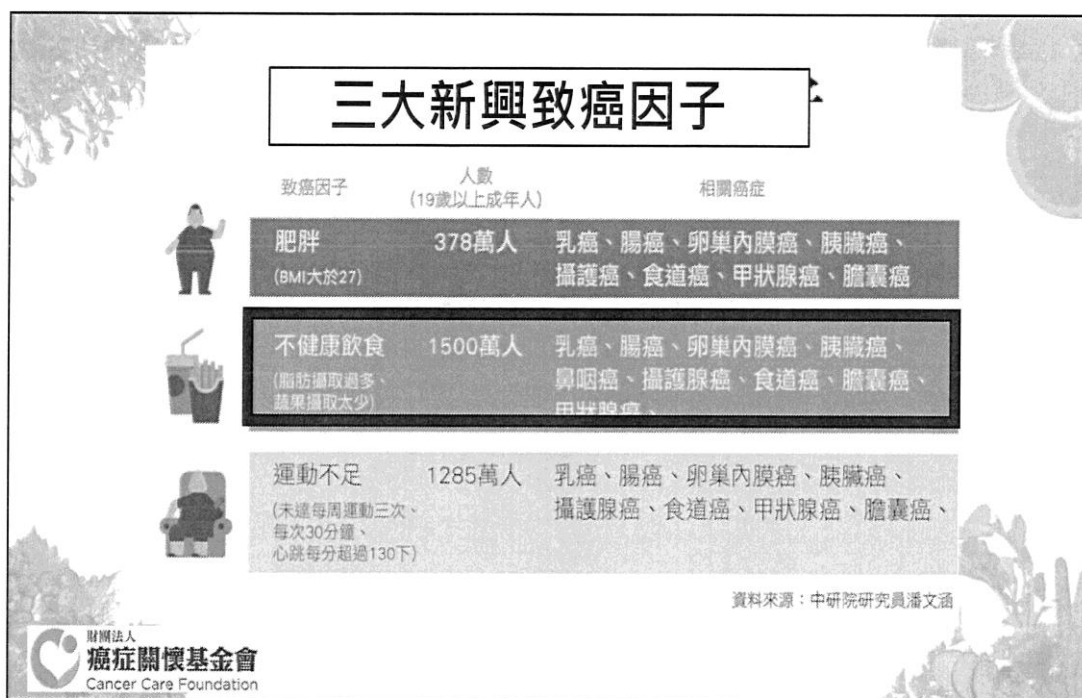 三大新興致癌因子
致癌因子
人數
(19歲以上成年人)
相關癌症
肥胖
(BMI大於27)
378萬人
乳癌、腸癌、卵巢內膜癌、胰臟癌、
攝護癌、食道癌、甲狀腺癌、膽囊癌
不健康飲食
(脂肪攝取過多、
蔬果攝取太少)
1500萬人
乳癌、腸癌、卵巢內膜癌、胰臟癌、
鼻咽癌、攝護腺癌、食道癌、膽囊癌、
甲狀腺癌、
運動不足
(未達每周運動三次、
每次30分鐘、
心跳每分超過130下)
1285萬人
乳癌、腸癌、卵巢內膜癌、胰臟癌、
攝護腺癌、食道癌、甲狀腺癌、膽囊癌、
資料來源：中研院研究員潘文涵
財團法人
癌症關懷基金會
Cancer Care Foundation